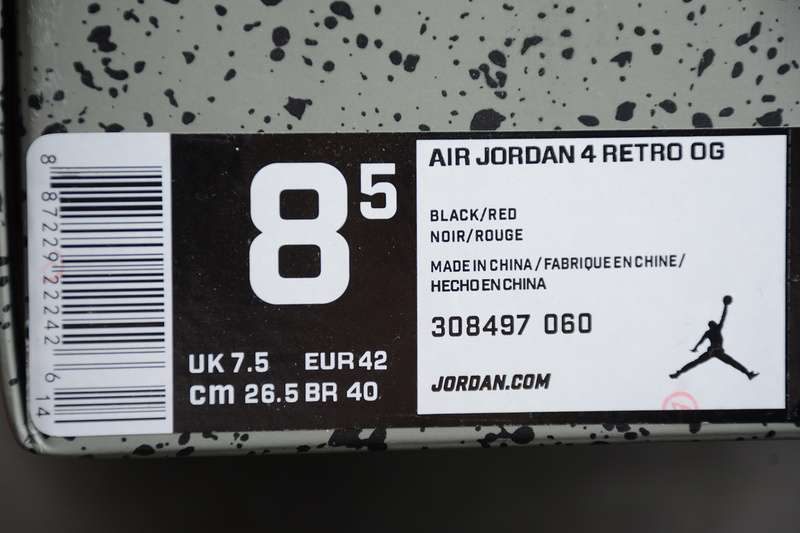 8 87229 22242 6 14
8 5
UK 7.5 EUR 42
cm 26.5 BR 40
AIR JORDAN 4 RETRO OG
BLACK/RED
NOIR/ROUGE
MADE IN CHINA / FABRIQUE EN CHINE /
HECHO EN CHINA
308497 060
JORDAN.COM